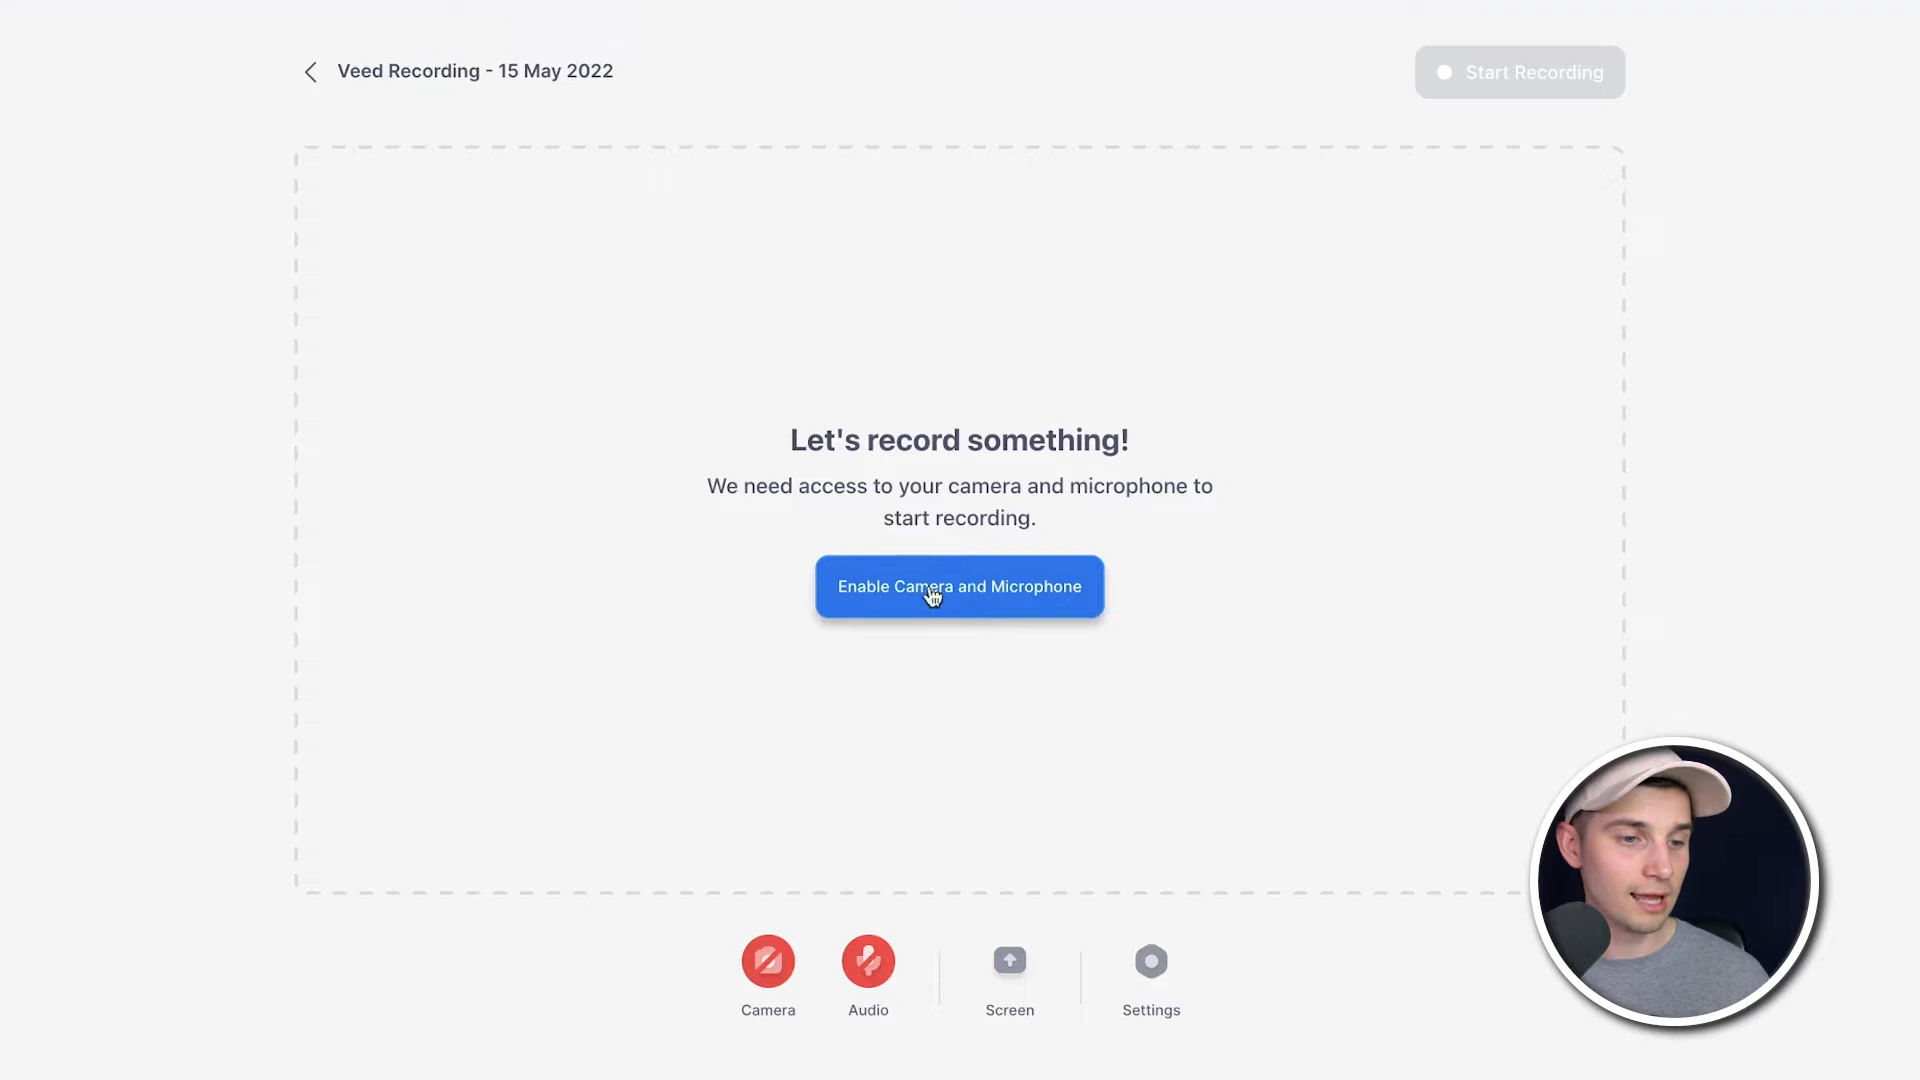 Veed Recording - 15 May 2022
Start Recording
Let's record something!
We need access to your camera and microphone to
start recording.
Enable Camera and Microphone
Camera
Audio
Screen
Settings